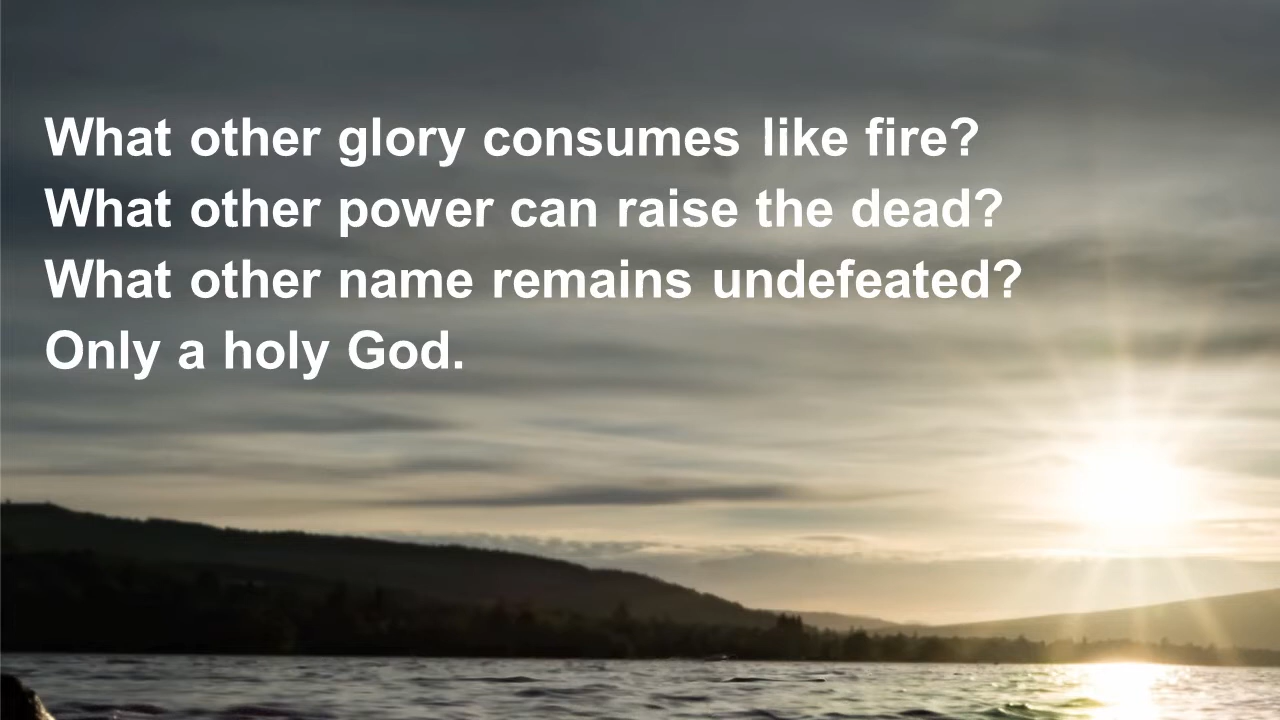 What other glory consumes like fire?
What other power can raise the dead?
What other name remains undefeated?
Only a holy God.